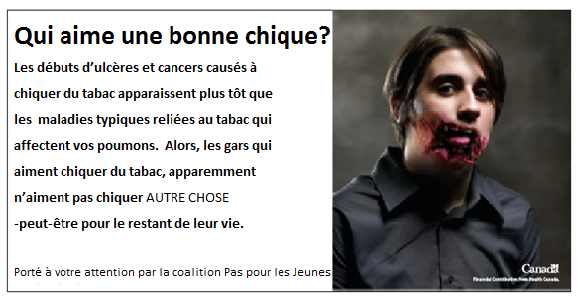 Qui aime une bonne chique?
Les débuts d’ulcères et cancers causés à
chiquer du tabac apparaissent plus tôt que
les maladies typiques reliées au tabac qui
affectent vos poumons. Alors, les gars qui
aiment chiquer du tabac, apparemment
n’aiment pas chiquer AUTRE CHOSE
-peut-être pour le restant de leur vie.
Porté à votre attention par la coalition Pas pour les Jeunes
Canada
Financial Contribution from Health Canada.